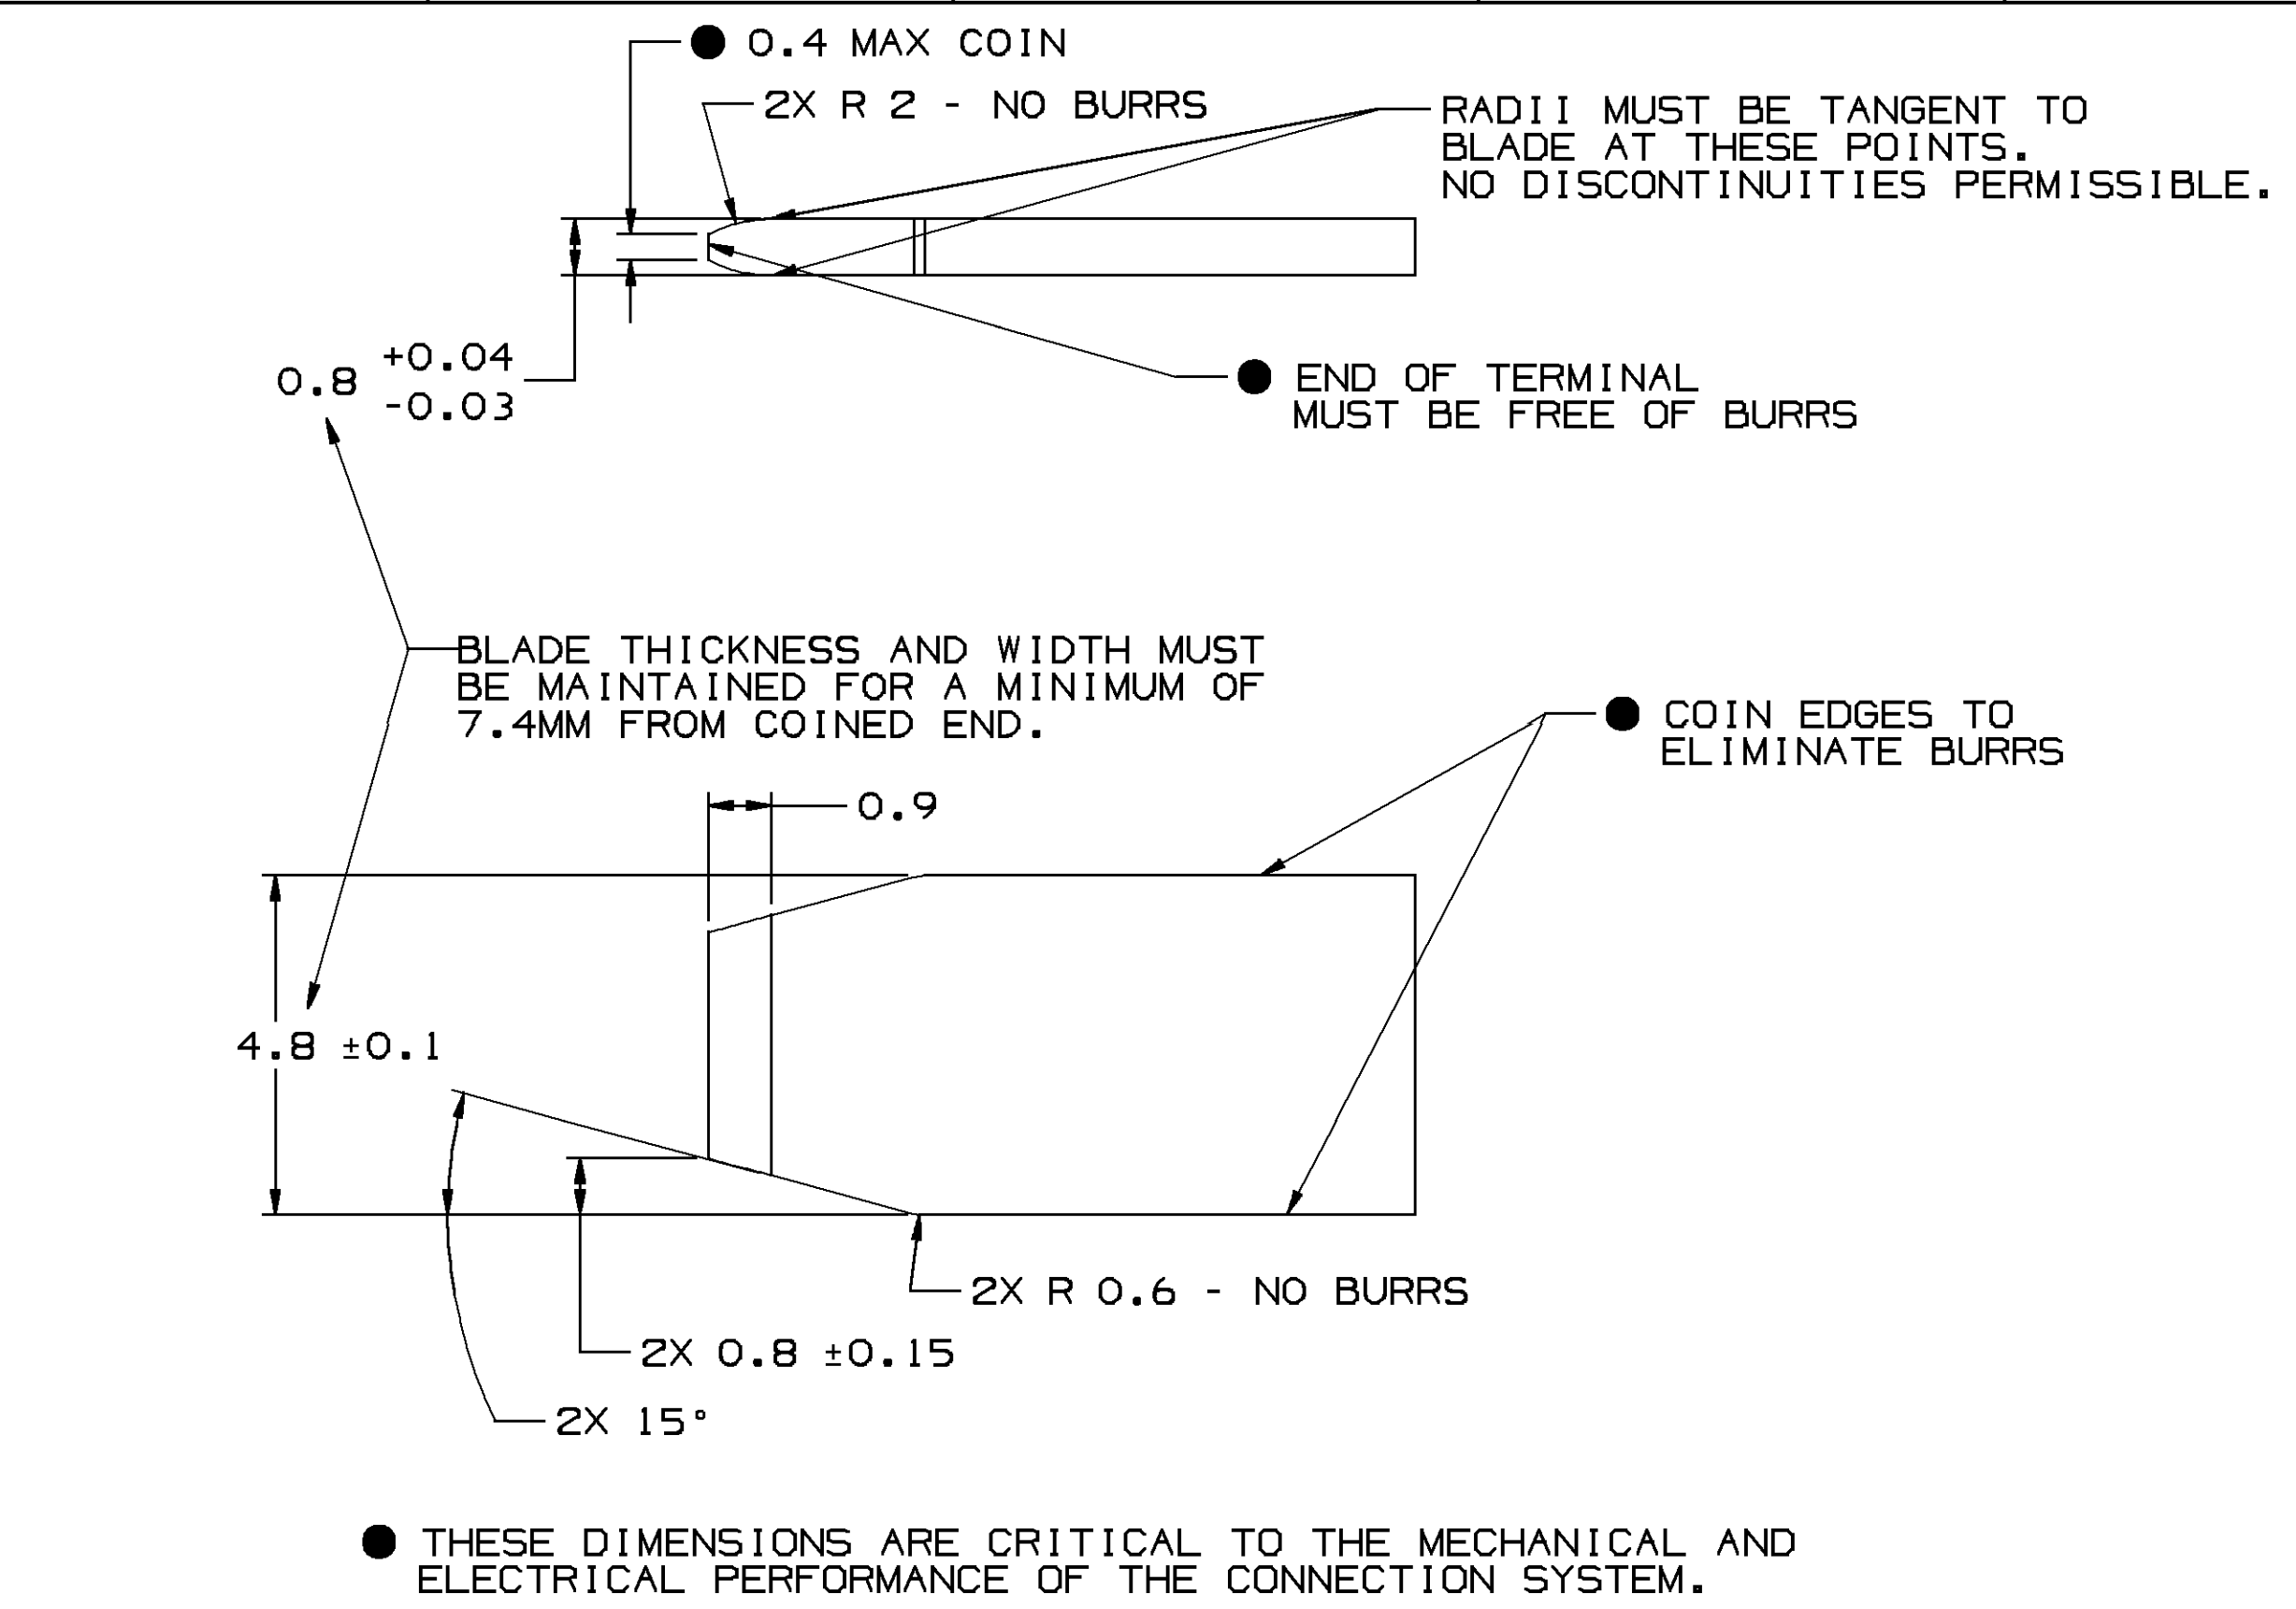 ● 0.4 MAX COIN
2X R 2 - NO BURRS
RADII MUST BE TANGENT TO
BLADE AT THESE POINTS.
NO DISCONTINUITIES PERMISSIBLE.
0.8 +0.04
-0.03
● END OF TERMINAL
MUST BE FREE OF BURRS
BLADE THICKNESS AND WIDTH MUST
BE MAINTAINED FOR A MINIMUM OF
7.4MM FROM COINED END.
● COIN EDGES TO
ELIMINATE BURRS
0.9
4.8 ±0.1
2X R 0.6 - NO BURRS
2X 0.8 ±0.15
2X 15°
● THESE DIMENSIONS ARE CRITICAL TO THE MECHANICAL AND
ELECTRICAL PERFORMANCE OF THE CONNECTION SYSTEM.